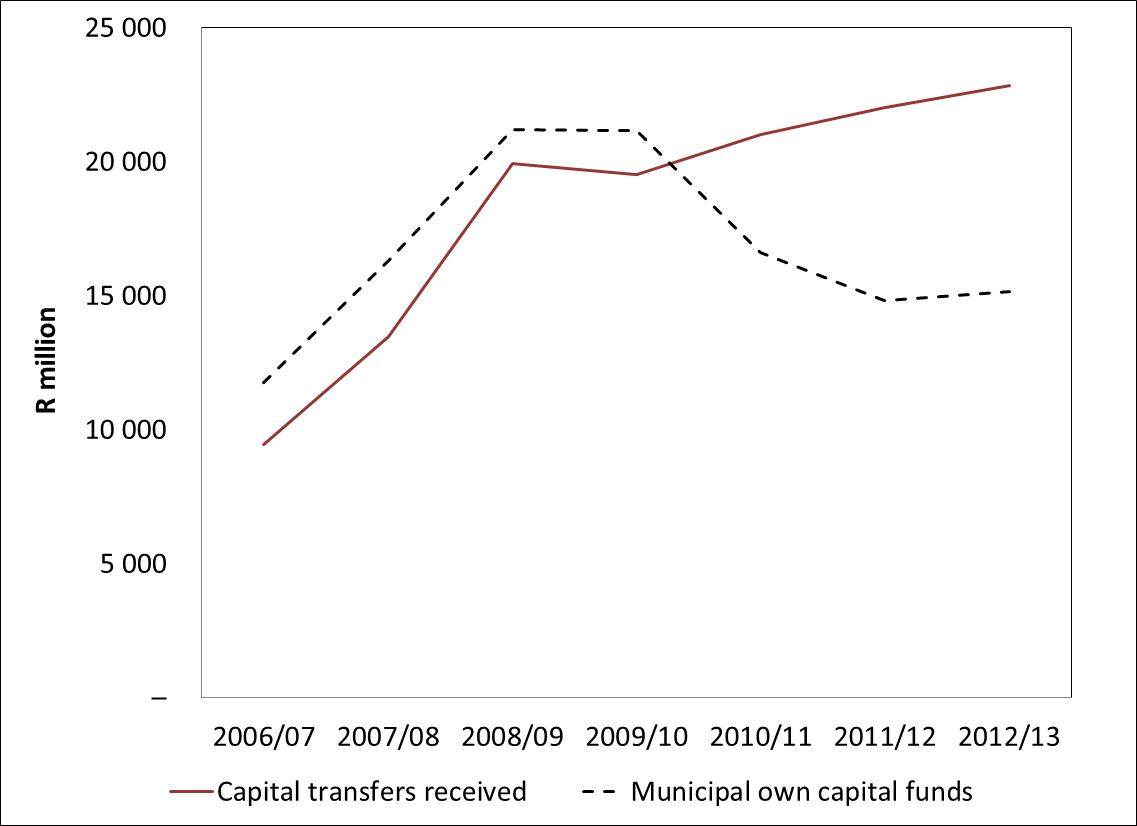 25 000
20 000
15 000
10 000
5 000
–
R million
2006/07 2007/08 2008/09 2009/10 2010/11 2011/12 2012/13
Capital transfers received Municipal own capital funds